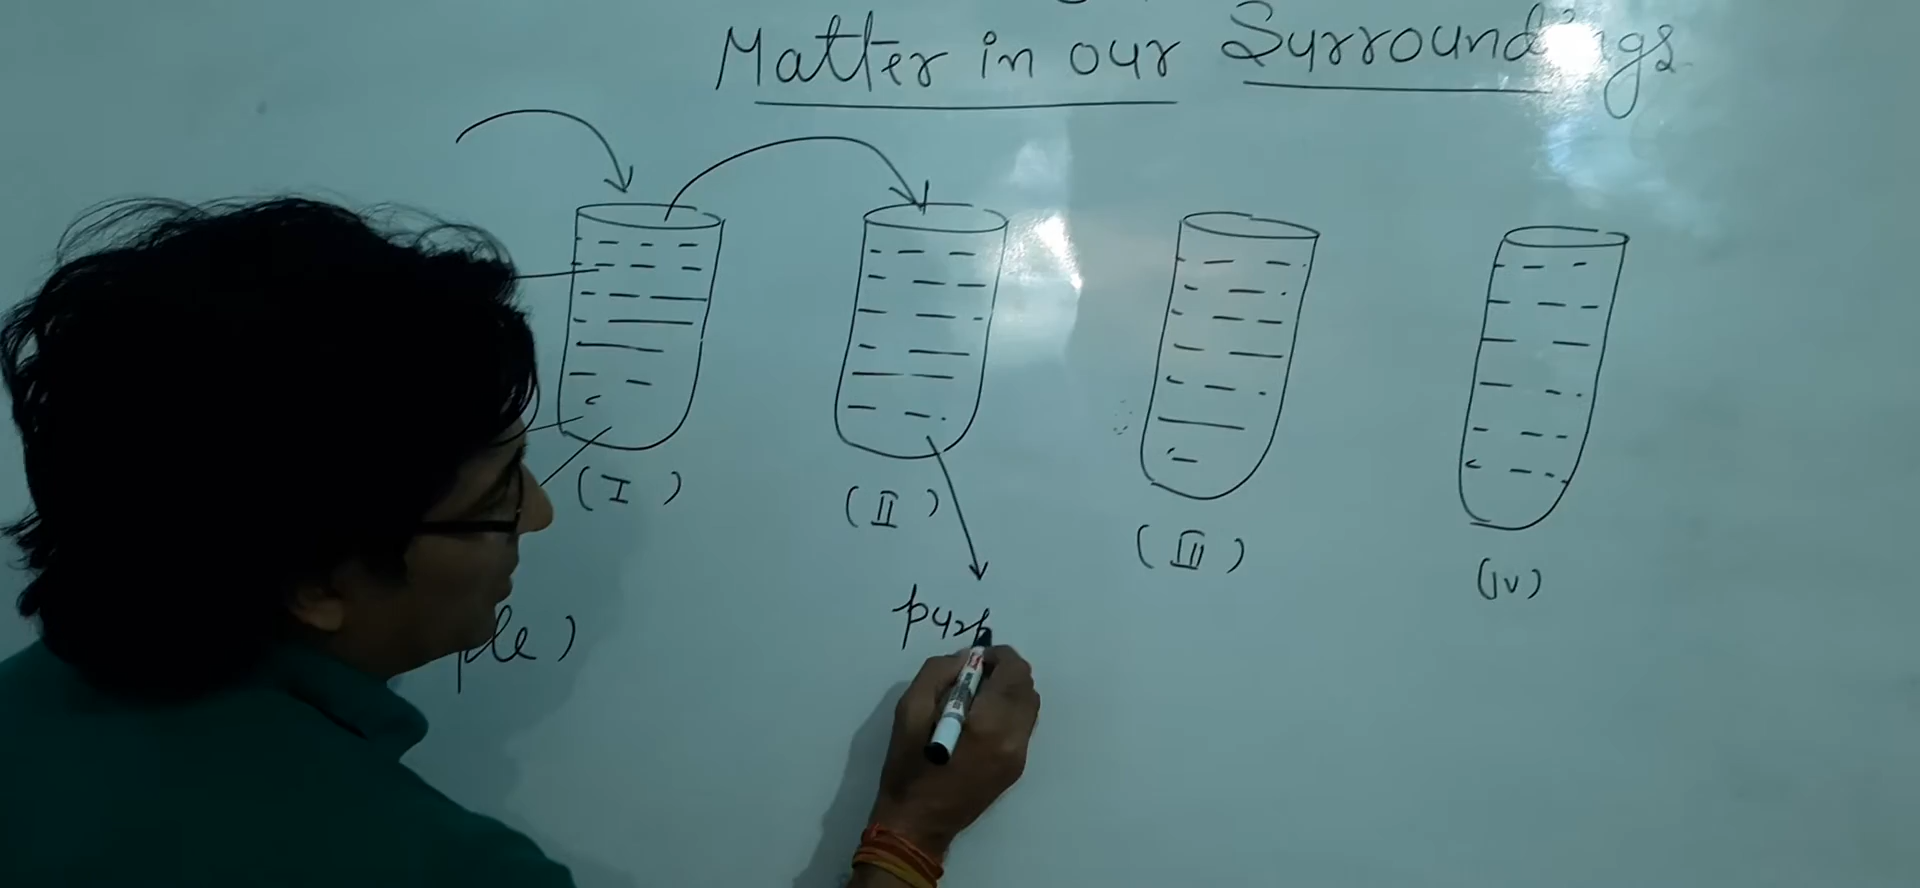 Matter in our Surroundings
(I)
(II)
(III)
(IV)
ple)
purp